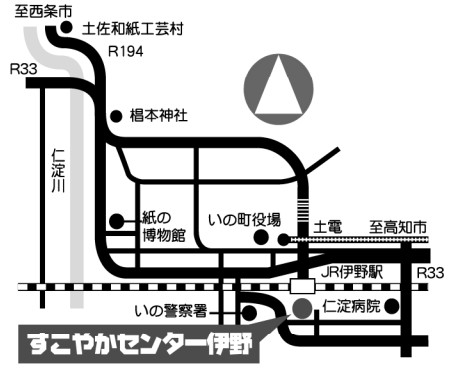 至西条市
土佐和紙工芸村
R194
R33
椙本神社
仁淀川
紙の
博物館
いの町役場
土電
至高知市
JR伊野駅
R33
いの警察署
仁淀病院
すこやかセンター伊野